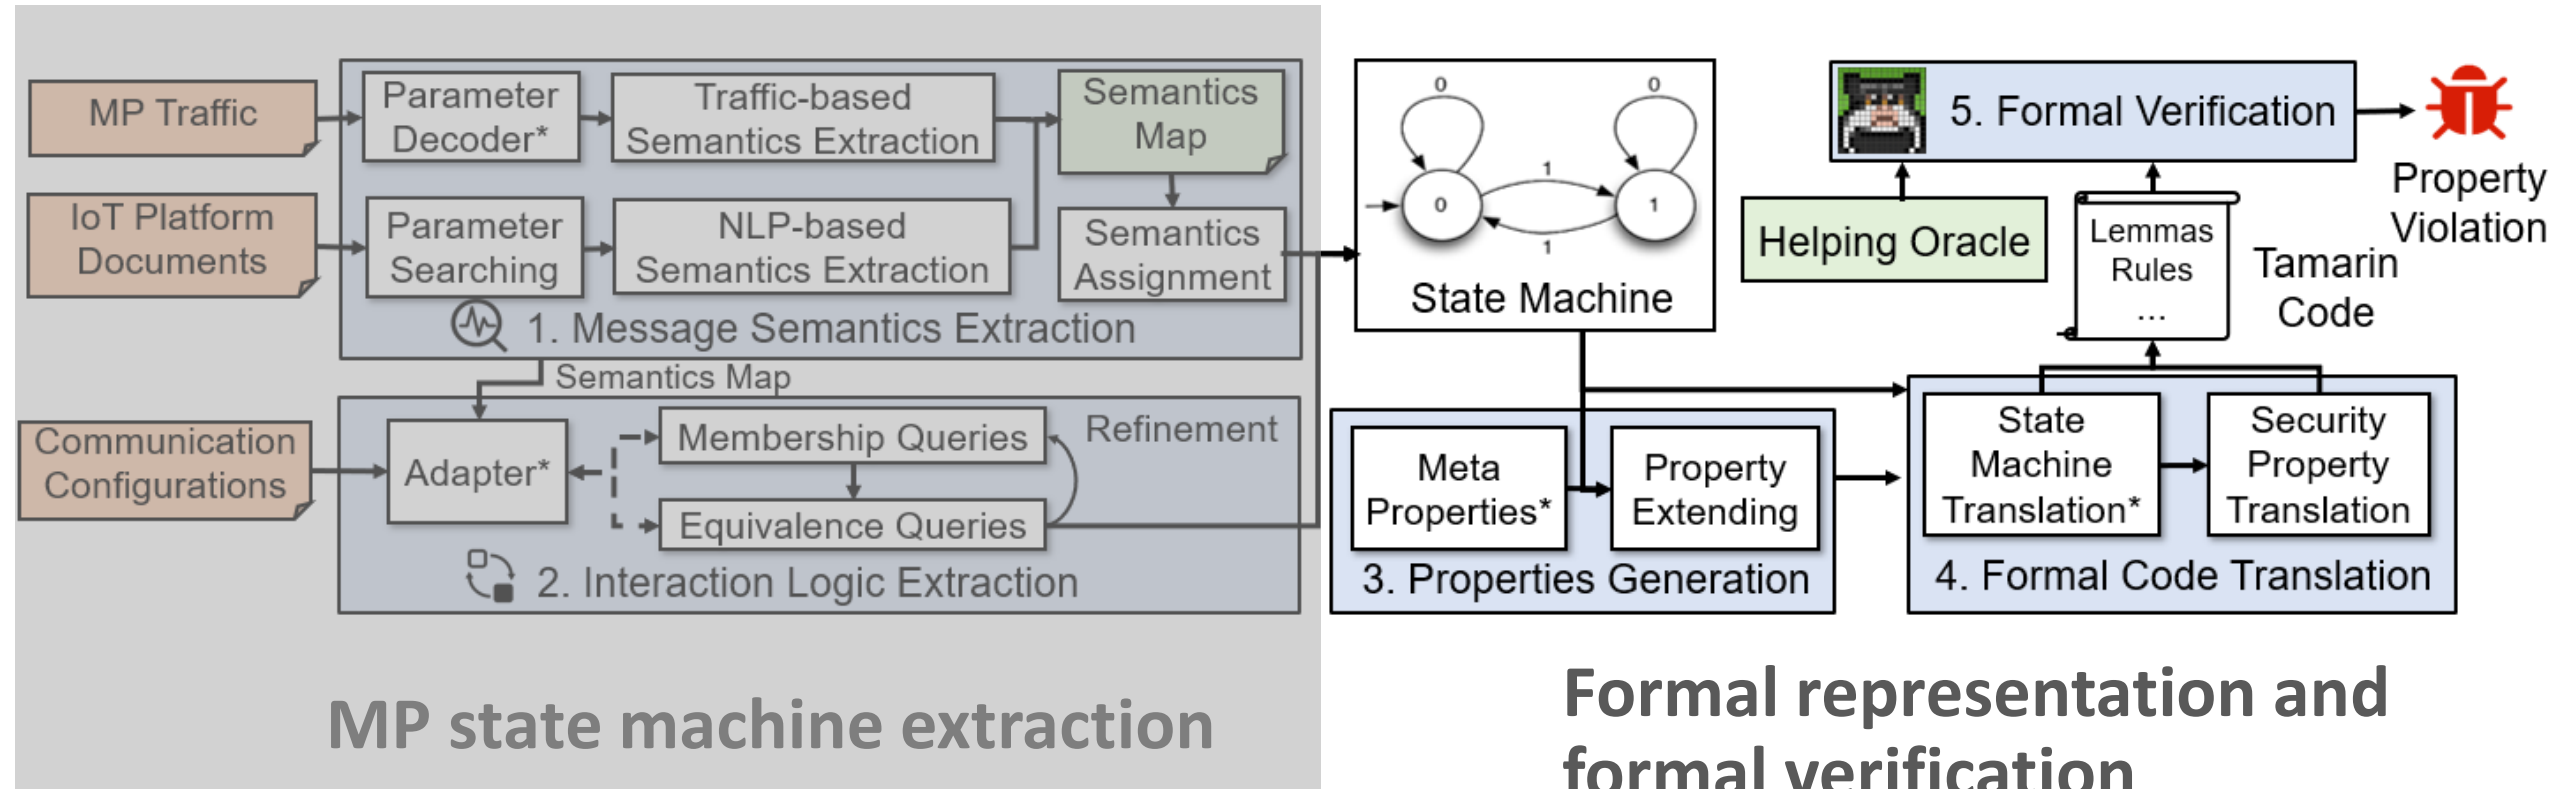 MP Traffic
Parameter
Decoder*
Traffic-based
Semantics Extraction
Semantics
Map
IoT Platform
Documents
Parameter
Searching
NLP-based
Semantics Extraction
Semantics
Assignment
1. Message Semantics Extraction
Semantics Map
Communication
Configurations
Adapter*
Membership Queries
Refinement
Equivalence Queries
2. Interaction Logic Extraction
MP state machine extraction
0
0
0
1
1
1
State Machine
5. Formal Verification
Property
Violation
Helping Oracle
Lemmas
Rules
...
Tamarin
Code
Meta
Properties*
Property
Extending
3. Properties Generation
State
Machine
Translation*
Security
Property
Translation
4. Formal Code Translation
Formal representation and
formal verification